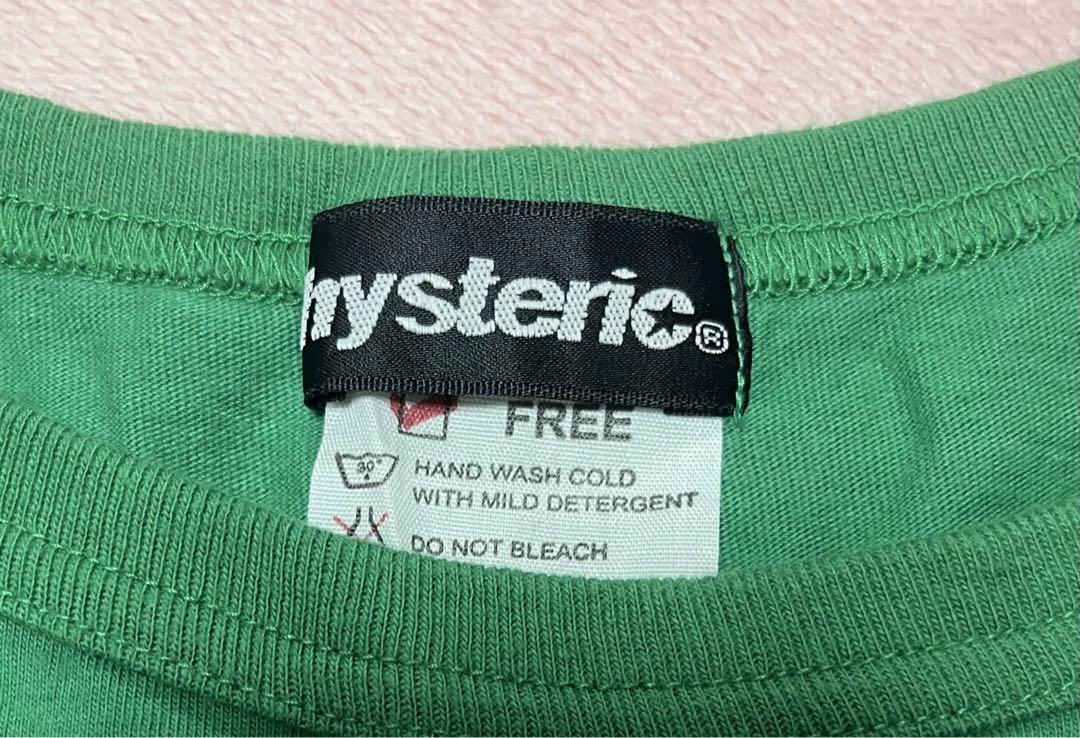 hysteric®
FREE
30°
HAND WASH COLD
WITH MILD DETERGENT
DO NOT BLEACH